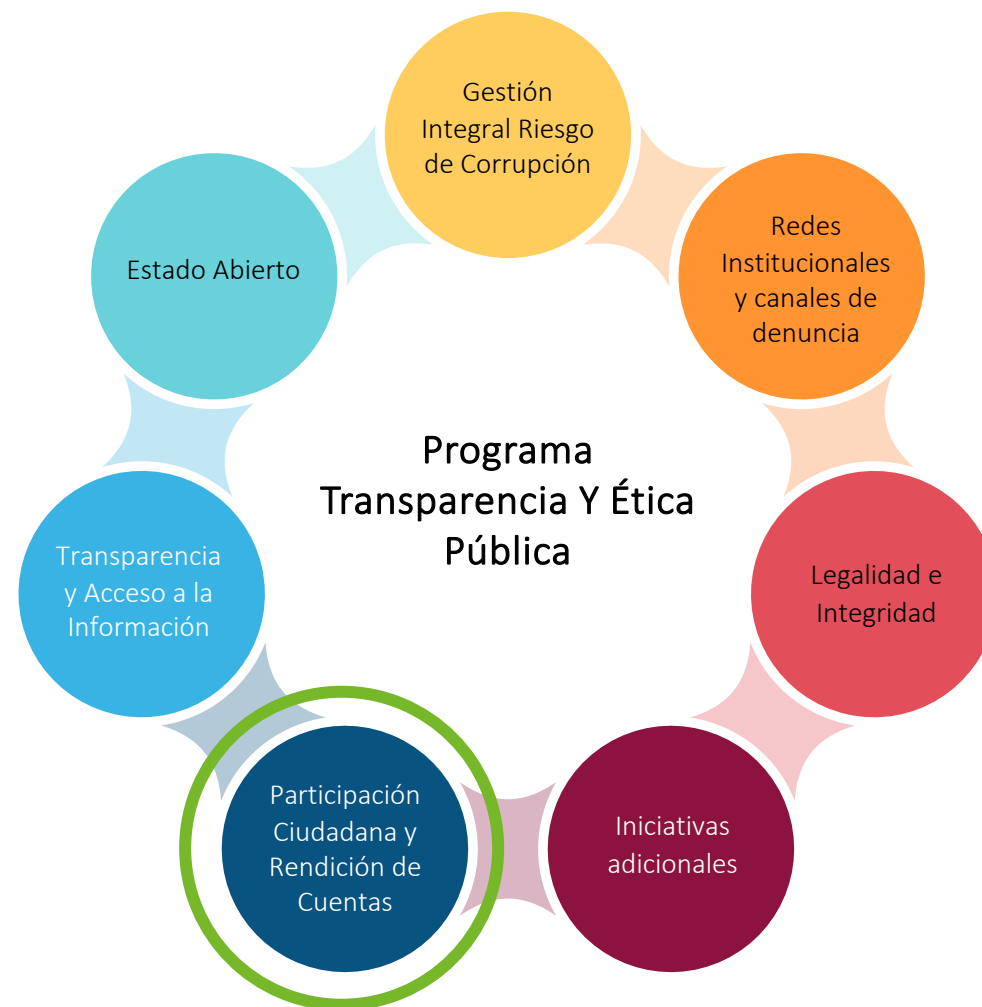 Gestión
Integral Riesgo
de Corrupción
Redes
Institucionales
y canales de
denuncia
Estado Abierto
Programa
Transparencia Y Ética
Pública
Legalidad e
Integridad
Transparencia
y Acceso a la
Información
Participación
Ciudadana y
Rendición de
Cuentas
Iniciativas
adicionales